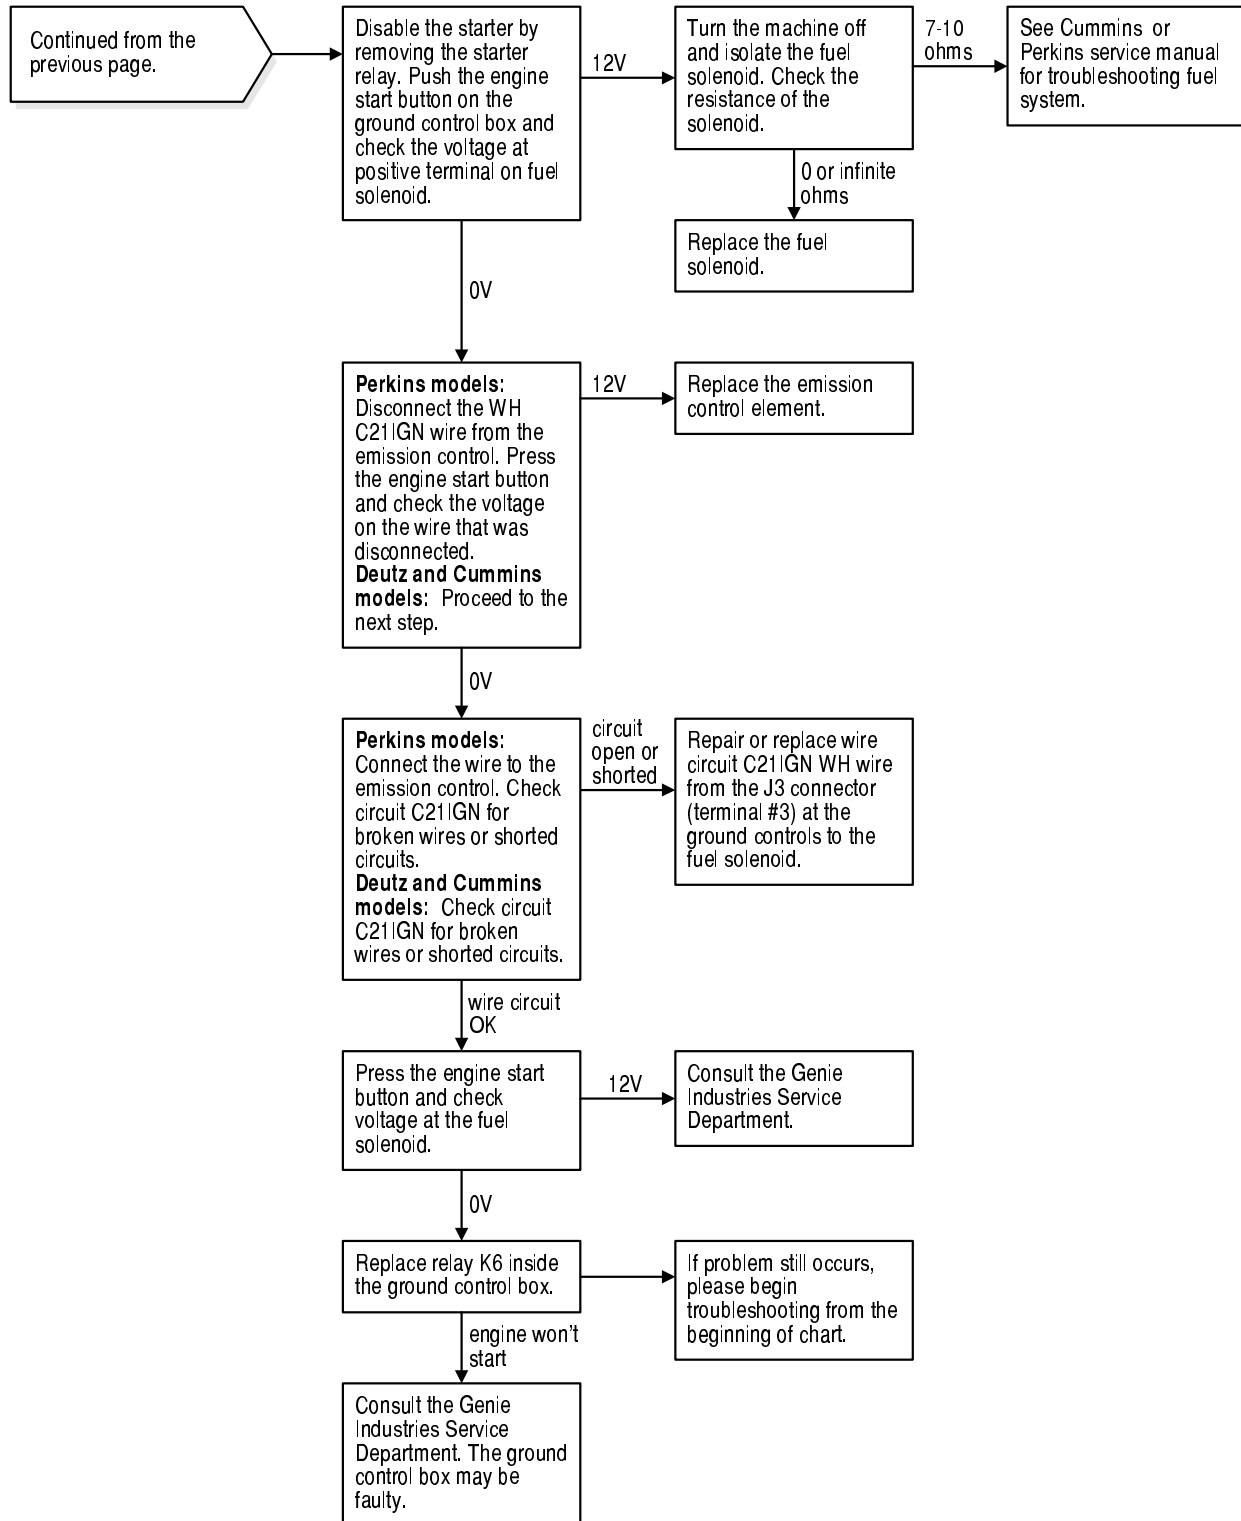 Continued from the
previous page.
Disable the starter by
removing the starter
relay. Push the engine
start button on the
ground control box and
check the voltage at
positive terminal on fuel
solenoid.
12V
Turn the machine off
and isolate the fuel
solenoid. Check the
resistance of the
solenoid.
7-10
ohms
See Cummins or
Perkins service manual
for troubleshooting fuel
system.
0 or infinite
ohms
Replace the fuel
solenoid.
0V
Perkins models:
Disconnect the WH
C21IGN wire from the
emission control. Press
the engine start button
and check the voltage
on the wire that was
disconnected.
Deutz and Cummins
models: Proceed to the
next step.
12V
Replace the emission
control element.
0V
Perkins models:
Connect the wire to the
emission control. Check
circuit C21IGN for
broken wires or shorted
circuits.
Deutz and Cummins
models: Check circuit
C21IGN for broken
wires or shorted circuits.
circuit
open or
shorted
Repair or replace wire
circuit C21IGN WH wire
from the J3 connector
(terminal #3) at the
ground controls to the
fuel solenoid.
wire circuit
OK
Press the engine start
button and check
voltage at the fuel
solenoid.
12V
Consult the Genie
Industries Service
Department.
0V
Replace relay K6 inside
the ground control box.
If problem still occurs,
please begin
troubleshooting from the
beginning of chart.
engine won't
start
Consult the Genie
Industries Service
Department. The ground
control box may be
faulty.